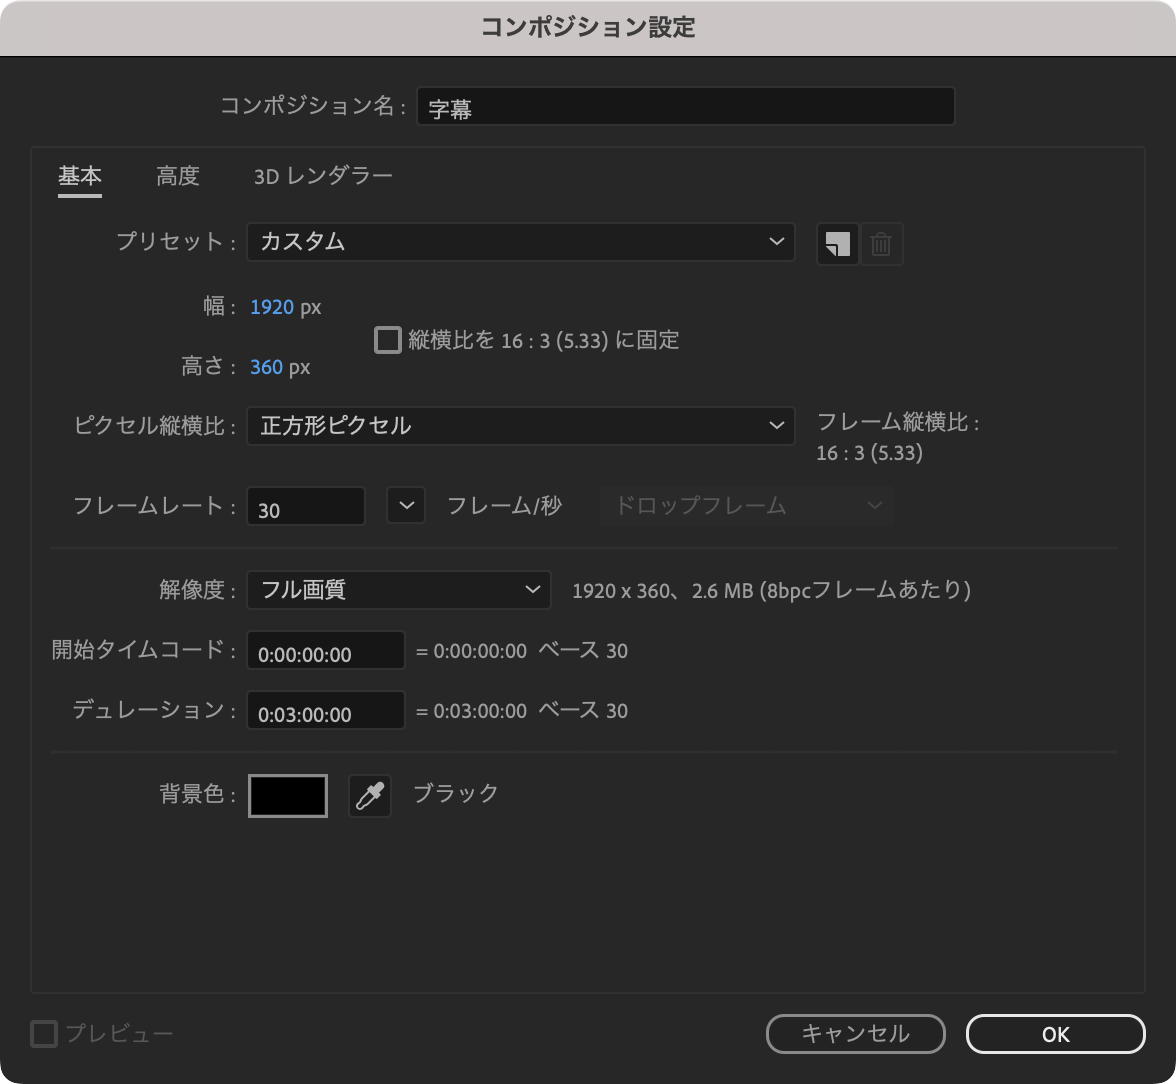 コンポジション設定
コンポジション名 : 字幕
基本 高度 3D レンダラー
プリセット : カスタム
幅 : 1920 px
縦横比を 16 : 3 (5.33) に固定
高さ : 360 px
ピクセル縦横比 : 正方形ピクセル フレーム縦横比 :
16 : 3 (5.33)
フレームレート : 30 フレーム/秒 ドロップフレーム
解像度 : フル画質 1920 x 360、2.6 MB (8bpcフレームあたり)
開始タイムコード : 0:00:00:00 = 0:00:00:00 ベース 30
デュレーション : 0:03:00:00 = 0:03:00:00 ベース 30
背景色 : ブラック
プレビュー キャンセル OK